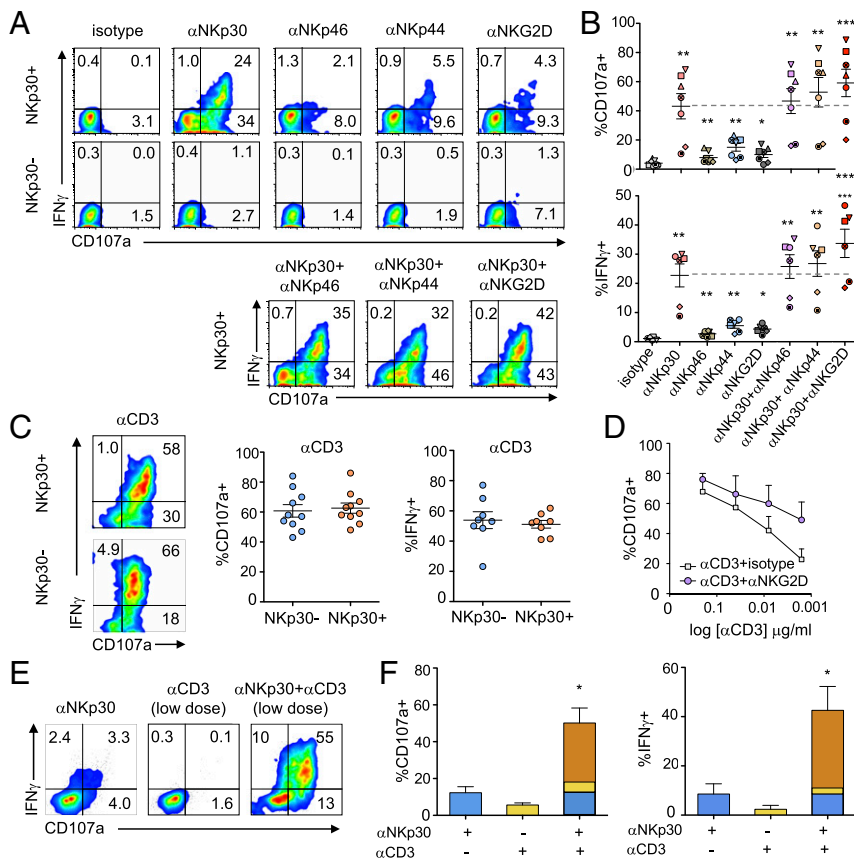 A
isotype
αNKp30
αNKp46
αNKp44
αNKG2D
NKp30+
0.4 0.1
3.1
1.0 24
34
1.3 2.1
8.0
0.9 5.5
9.6
0.7 4.3
9.3
NKp30-
0.3 0.0
1.5
0.4 1.1
2.7
0.3 0.1
1.4
0.3 0.5
1.9
0.3 1.3
7.1
IFNγ
CD107a
αNKp30+
αNKp46
αNKp30+
αNKp44
αNKp30+
αNKG2D
NKp30+
IFNγ
0.7 35
34
0.2 32
46
0.2 42
43
CD107a
B
%CD107a+
100
80
60
40
20
0
** ** ** * ** ** ***
%IFNγ+
50
40
30
20
10
0
** ** ** * ** ** ***
***
isotype
αNKp30
αNKp46
αNKp44
αNKG2D
αNKp30+αNKp46
αNKp30+ αNKp44
αNKp30+αNKG2D
C
αCD3
NKp30+
1.0 58
30
NKp30-
4.9 66
18
IFNγ
CD107a
αCD3
%CD107a+
100
80
60
40
20
0
NKp30- NKp30+
αCD3
%IFNγ+
100
80
60
40
20
0
NKp30- NKp30+
D
%CD107a+
100
80
60
40
20
0
αCD3+isotype
αCD3+αNKG2D
0.1 0.01 0.001
log [αCD3] μg/ml
E
αNKp30
αCD3
(low dose)
αNKp30+αCD3
(low dose)
IFNγ
2.4 3.3
4.0
0.3 0.1
1.6
10 55
13
CD107a
F
%CD107a+
80
60
40
20
0
*
αNKp30 + - +
αCD3 - + +
%IFNγ+
60
40
20
0
*
+ - +
- + +